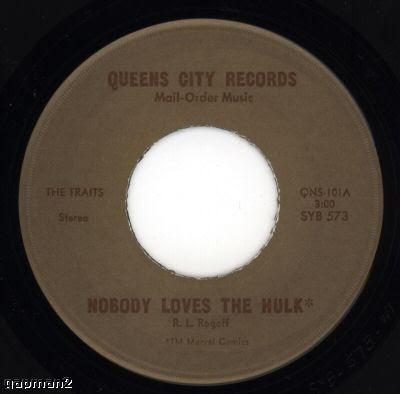 QUEENS CITY RECORDS
Mail-Order Music
THE TRAITS
Stereo
QNS-101A
3:00
SYB 573
NOBODY LOVES THE HULK*
R. L. Rogoff
*TM Marvel Comics
gapman2